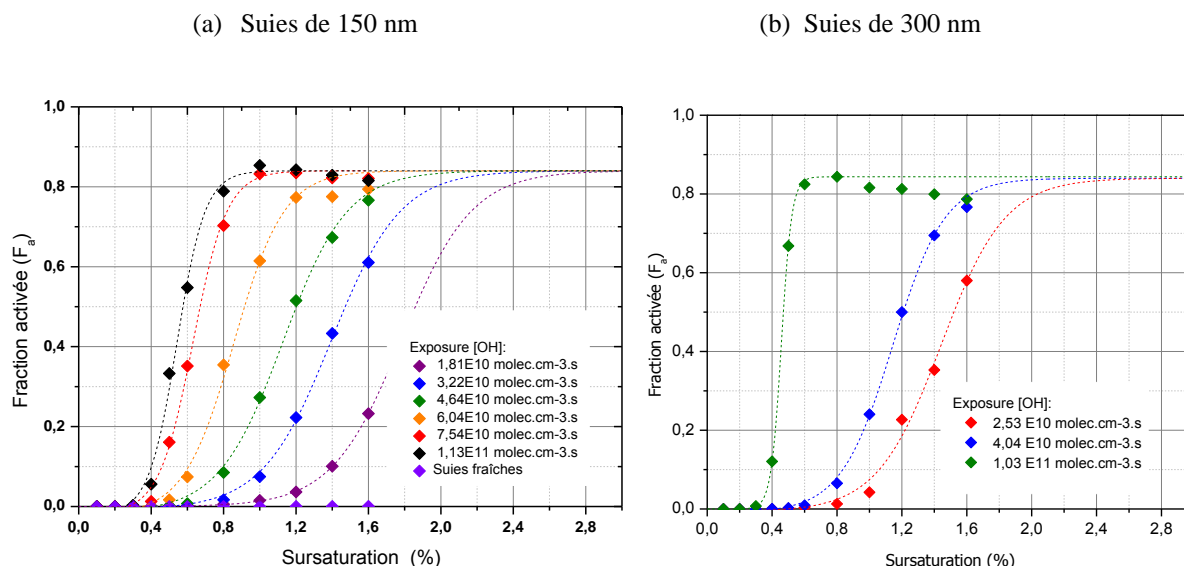 (a) Suies de 150 nm
(b) Suies de 300 nm
1,0
0,8
0,6
0,4
0,2
0,0
Fraction activée (Fa)
Exposure [OH]:
1,81E10 molec.cm-3.s
3,22E10 molec.cm-3.s
4,64E10 molec.cm-3.s
6,04E10 molec.cm-3.s
7,54E10 molec.cm-3.s
1,13E11 molec.cm-3.s
Suies fraîches
0,0 0,4 0,8 1,2 1,6 2,0 2,4 2,8
Sursaturation (%)
1,0
0,8
0,6
0,4
0,2
0,0
Fraction activée (Fa)
Exposure [OH]:
2,53 E10 molec.cm-3.s
4,04 E10 molec.cm-3.s
1,03 E11 molec.cm-3.s
0,0 0,4 0,8 1,2 1,6 2,0 2,4 2,8
Sursaturation (%)